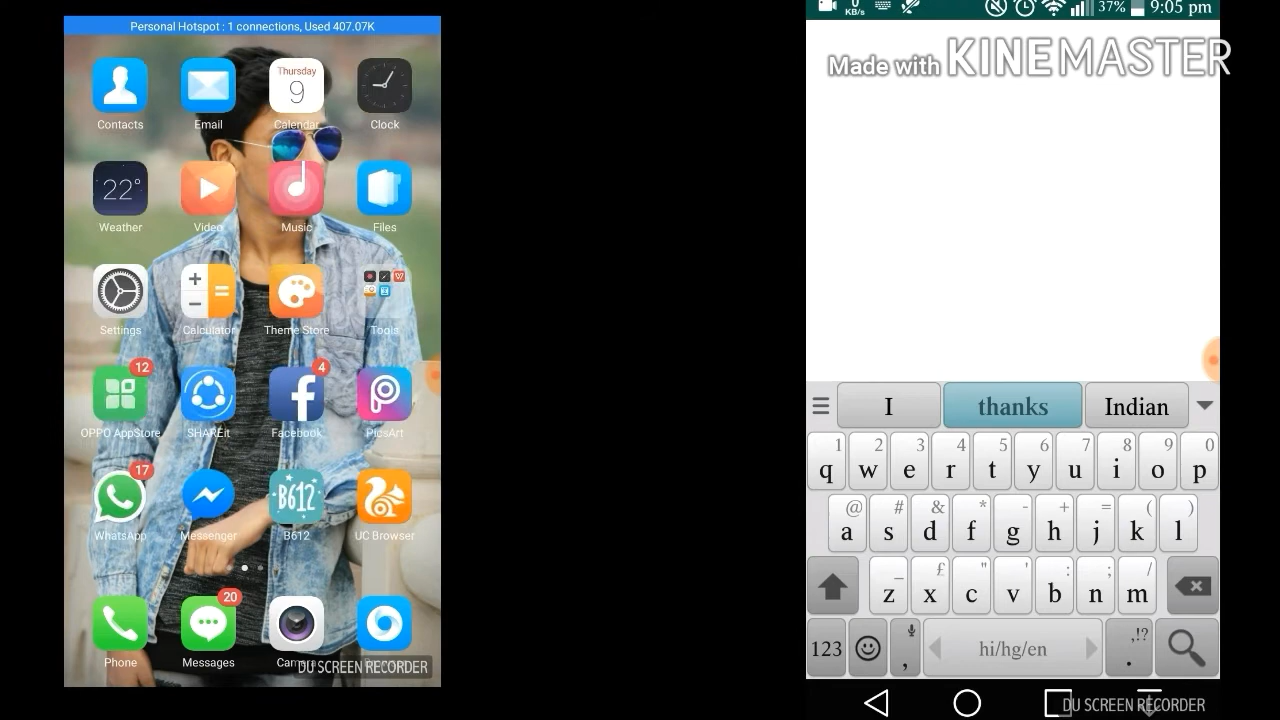 Personal Hotspot : 1 connections, Used 407.07K
Thursday
9
Contacts Email Calendar Clock
22°
Weather Video Music Files
Settings Calculator Theme Store Tools
12 4
OPPO AppStore SHAREit Facebook PicsArt
17
B612
WhatsApp Messenger B612 UC Browser
20
Phone Messages
DU SCREEN RECORDER
0 KB/s 37% 9:05 pm
Made with KINEMASTER
I thanks Indian
1 2 3 4 5 6 7 8 9 0
q w e r t y u i o p
@ # & * - + = ( )
a s d f g h j k l
_ £ " ' : ; /
z x c v b n m
123 , hi/hg/en ,!? .
DU SCREEN RECORDER